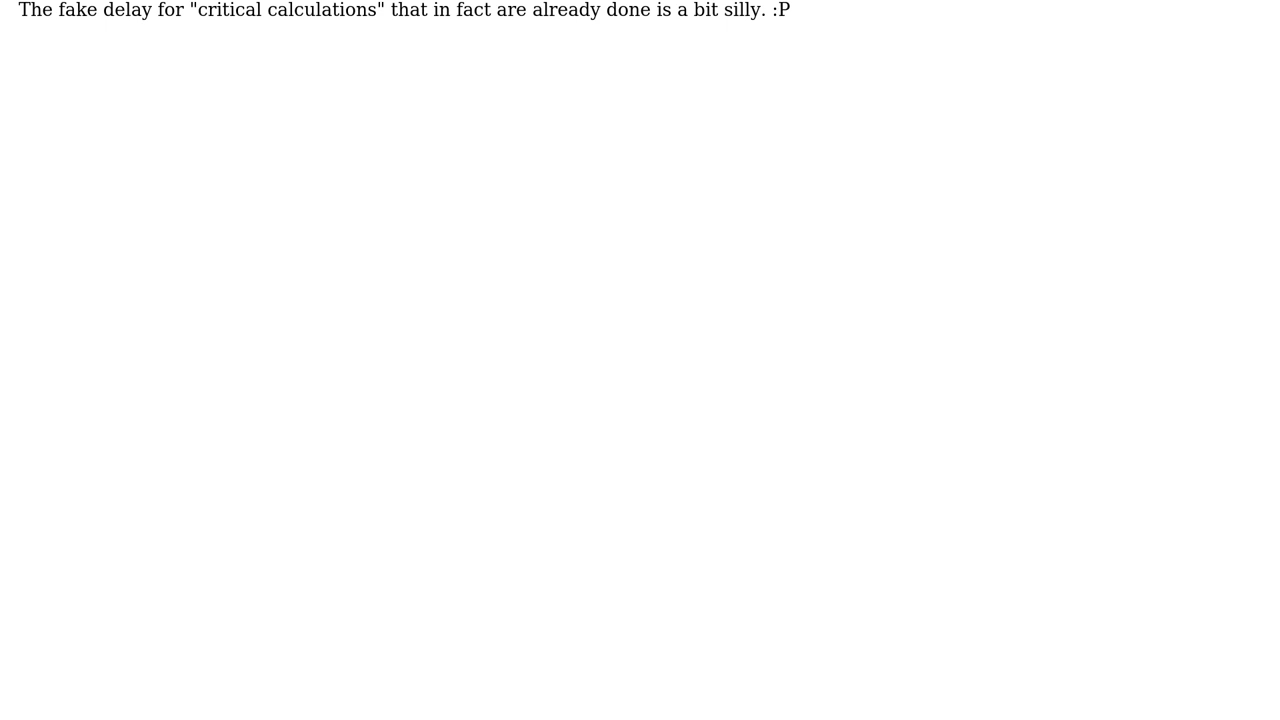 The fake delay for "critical calculations" that in fact are already done is a bit silly. :P